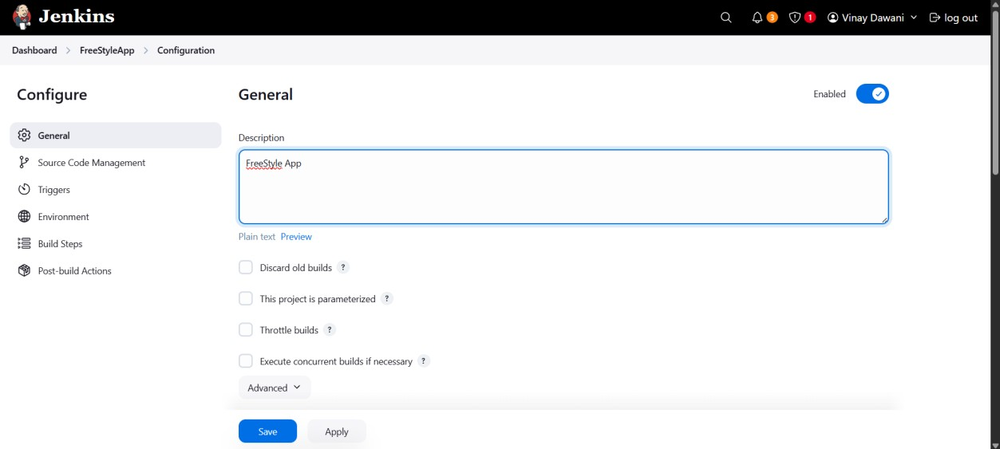 Jenkins
3
1
Vinay Dawani
log out
Dashboard > FreeStyleApp > Configuration
Configure
General
Source Code Management
Triggers
Environment
Build Steps
Post-build Actions
General
Enabled
Description
FreeStyle App
Plain text Preview
Discard old builds ?
This project is parameterized ?
Throttle builds ?
Execute concurrent builds if necessary ?
Advanced
Save
Apply